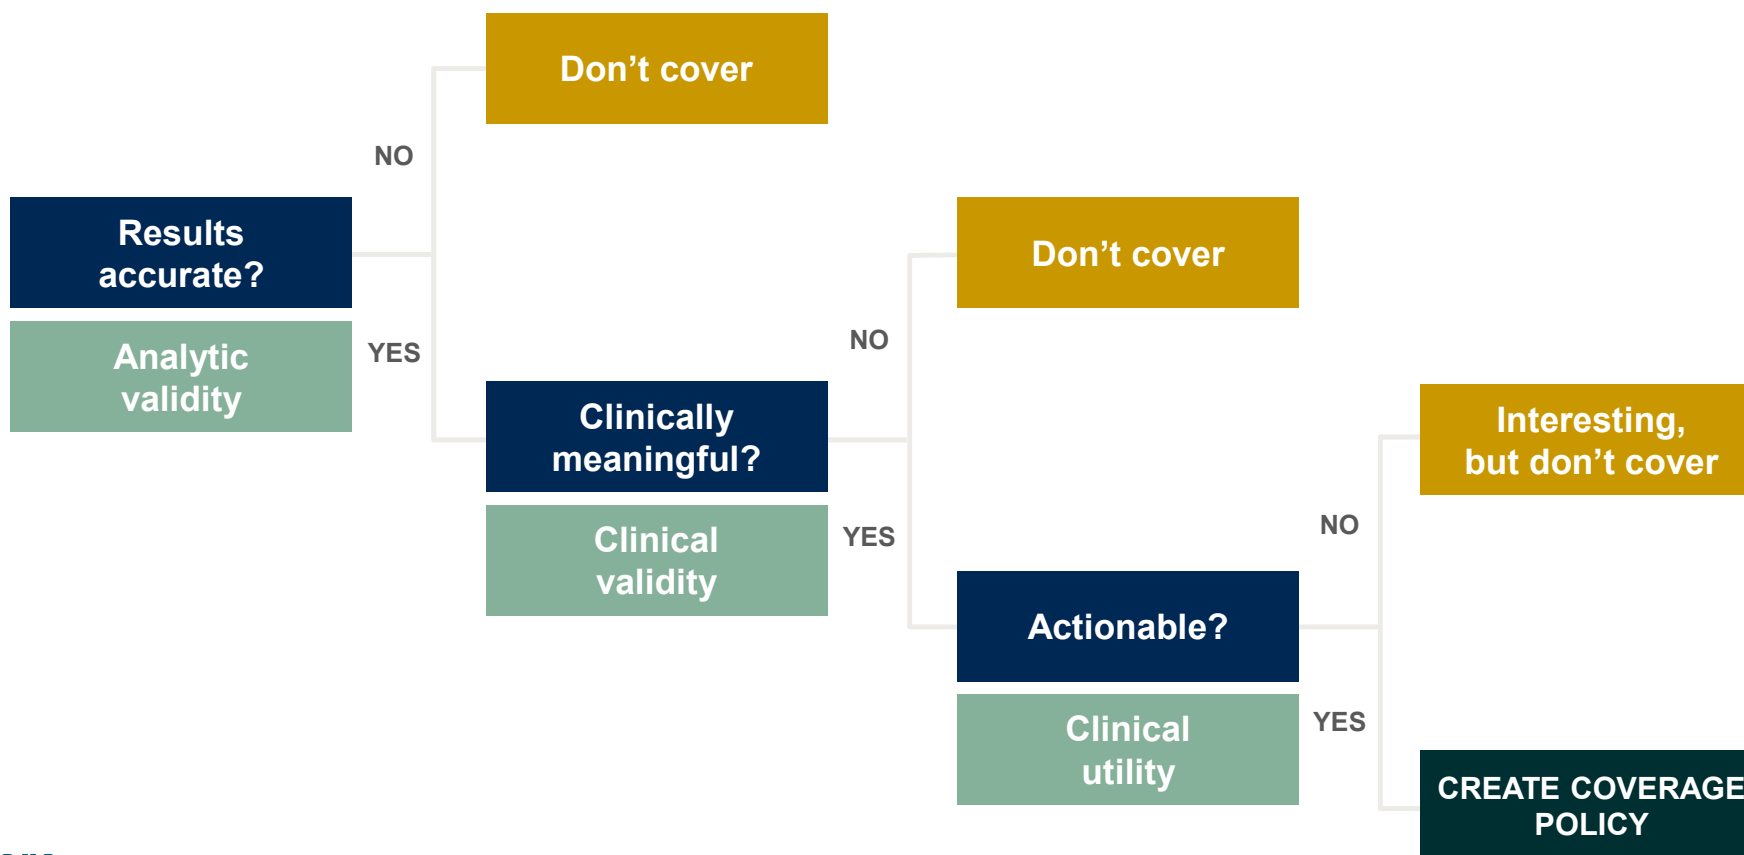 Don’t cover
NO
Results
accurate?
Analytic
validity
YES
Don’t cover
NO
Clinically
meaningful?
Clinical
validity
YES
Interesting,
but don’t cover
NO
Actionable?
Clinical
utility
YES
CREATE COVERAGE
POLICY